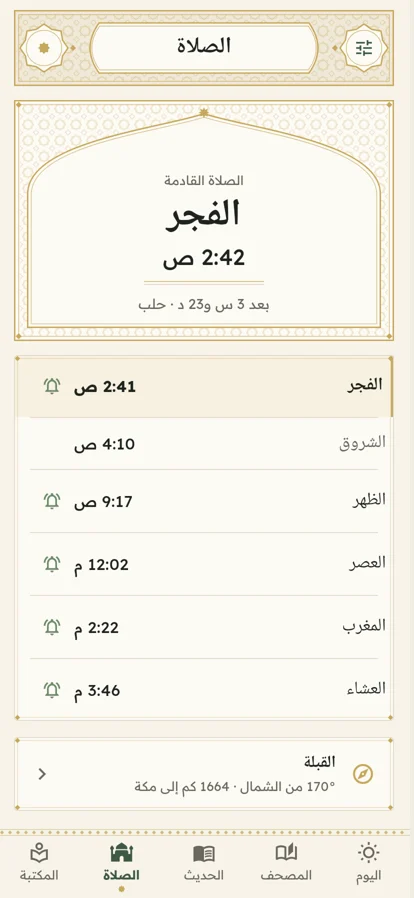 الصلاة
الصلاة القادمة
الفجر
2:42 ص
بعد 3 س و23 د · حلب
الفجر 2:41 ص
الشروق 4:10 ص
الظهر 9:17 ص
العصر 12:02 م
المغرب 2:22 م
العشاء 3:46 م
القبلة
170° من الشمال · 1664 كم إلى مكة
اليوم المصحف الحديث الصلاة المكتبة